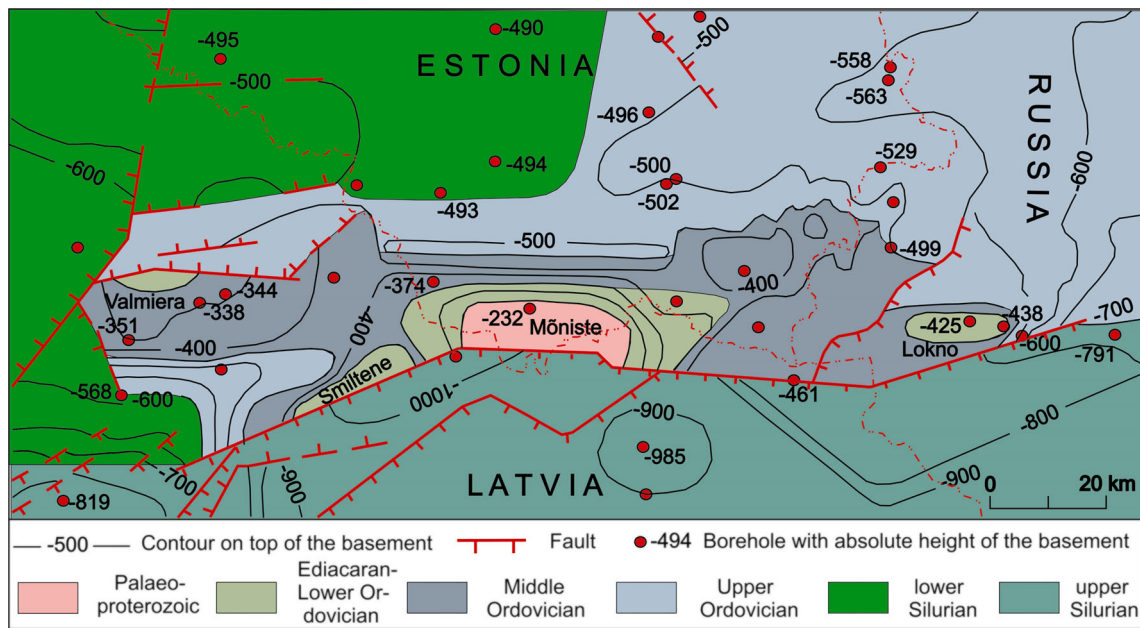 -490
-495
-500
ESTONIA
-500
-558
-563
RUSSIA
-496
-600
-494
-529
-500
-600
-493
-502
-500
-499
-374
-400
Valmiera
-344
-338
-351
-400
-400
-232
Mõniste
-438
-425
-700
Lokno
-600
-791
Smiltene
-568
-600
-1000
-461
-900
-800
-985
-700
-900
LATVIA
-900
-819
0
20 km
-500
Contour on top of the basement
Fault
-494
Borehole with absolute height of the basement
Palaeo-
proterozoic
Ediacaran-
Lower Or-
dovician
Middle
Ordovician
Upper
Ordovician
lower
Silurian
upper
Silurian